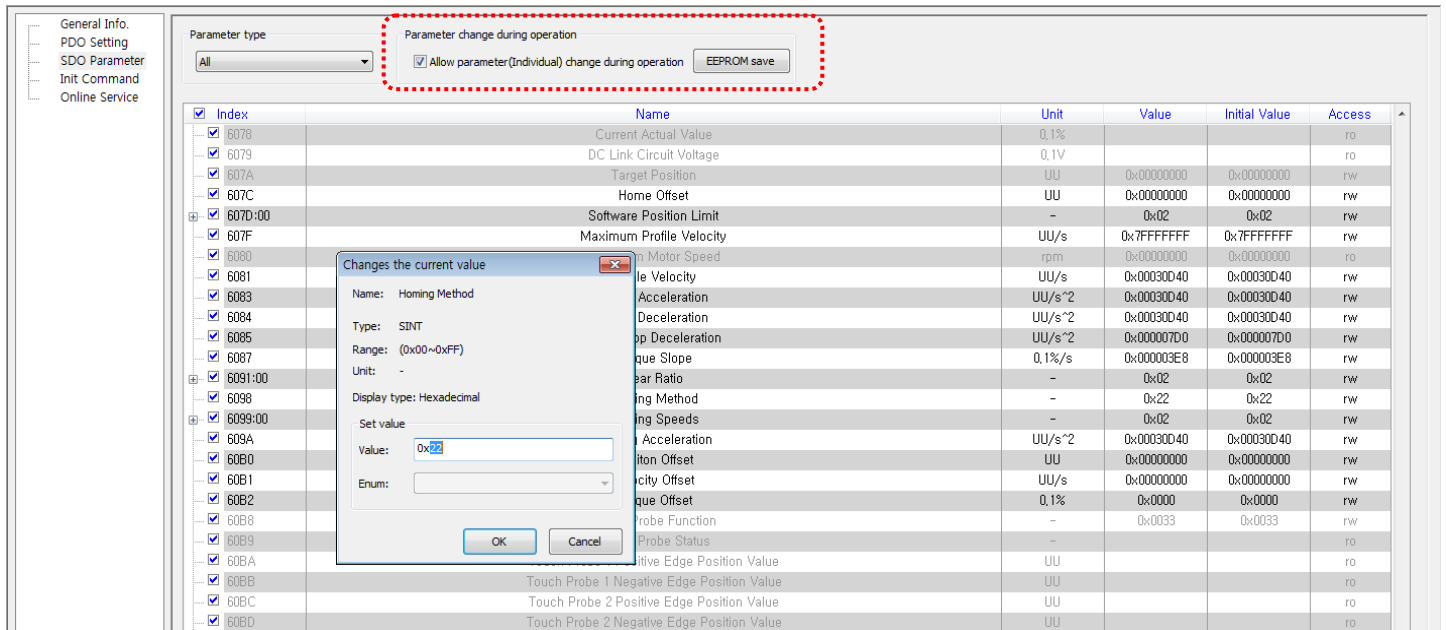 General Info.
PDO Setting
SDO Parameter
Init Command
Online Service
Parameter type
All
Parameter change during operation
Allow parameter(Individual) change during operation EEPROM save
Index Name Unit Value Initial Value Access
6078 Current Actual Value 0.1% ro
6079 DC Link Circuit Voltage 0.1V ro
607A Target Position UU 0x00000000 0x00000000 rw
607C Home Offset UU 0x00000000 0x00000000 rw
607D:00 Software Position Limit - 0x02 0x02 rw
607F Maximum Profile Velocity UU/s 0x7FFFFFFF 0x7FFFFFFF rw
6080 Motor Speed rpm 0x00000000 0x00000000 ro
6081 Velocity UU/s 0x00030D40 0x00030D40 rw
6083 Acceleration UU/s^2 0x00030D40 0x00030D40 rw
6084 Deceleration UU/s^2 0x00030D40 0x00030D40 rw
6085 Deceleration UU/s^2 0x000007D0 0x000007D0 rw
6087 que Slope 0.1%/s 0x000003E8 0x000003E8 rw
6091:00 ear Ratio - 0x02 0x02 rw
6098 ing Method - 0x22 0x22 rw
6099:00 ing Speeds - 0x02 0x02 rw
609A Acceleration UU/s^2 0x00030D40 0x00030D40 rw
60B0 iton Offset UU 0x00000000 0x00000000 rw
60B1 city Offset UU/s 0x00000000 0x00000000 rw
60B2 que Offset 0.1% 0x0000 0x0000 rw
60B8 Probe Function - 0x0033 0x0033 rw
60B9 Probe Status - ro
60BA Edge Position Value UU ro
60BB Touch Probe 1 Negative Edge Position Value UU ro
60BC Touch Probe 2 Positive Edge Position Value UU ro
60BD Touch Probe 2 Negative Edge Position Value UU ro
Changes the current value
Name: Homing Method
Type: SINT
Range: (0x00~0xFF)
Unit: -
Display type: Hexadecimal
Set value
Value: 0x22
Enum:
OK Cancel